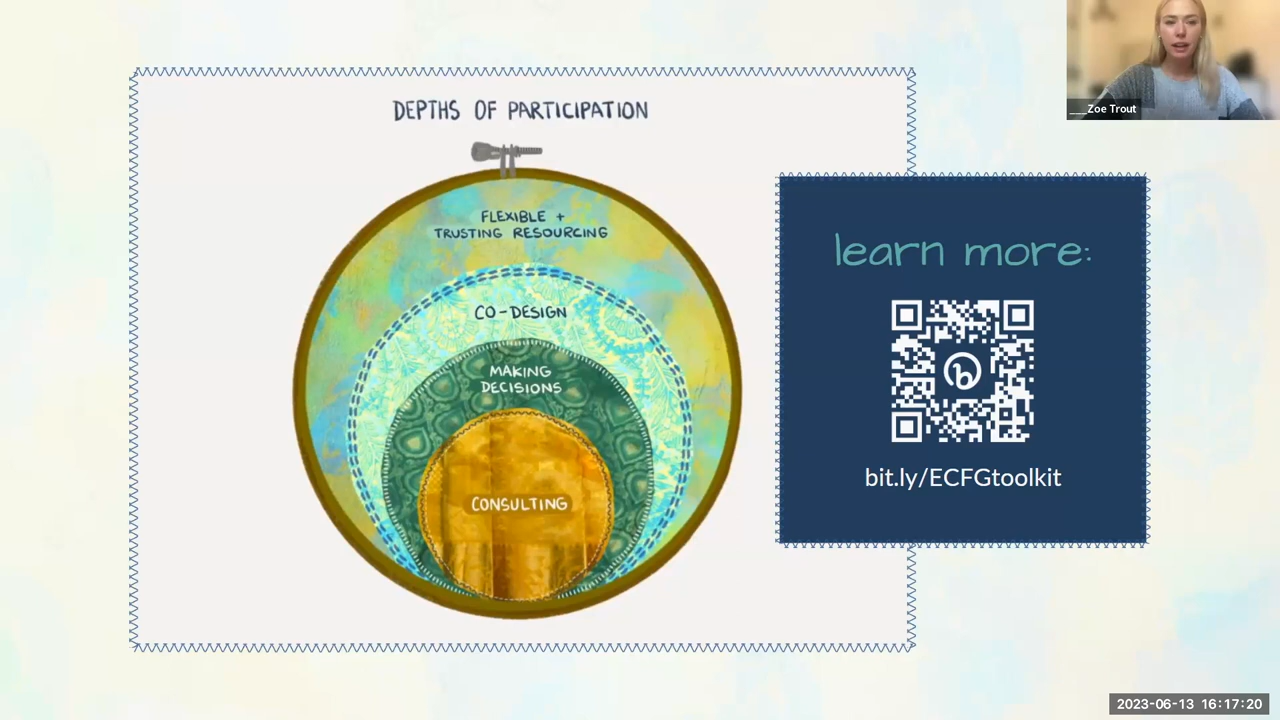 ___Zoe Trout
DEPTHS OF PARTICIPATION
FLEXIBLE +
TRUSTING RESOURCING
CO-DESIGN
MAKING
DECISIONS
CONSULTING
learn more:
bit.ly/ECFGtoolkit
2023-06-13 16:17:20